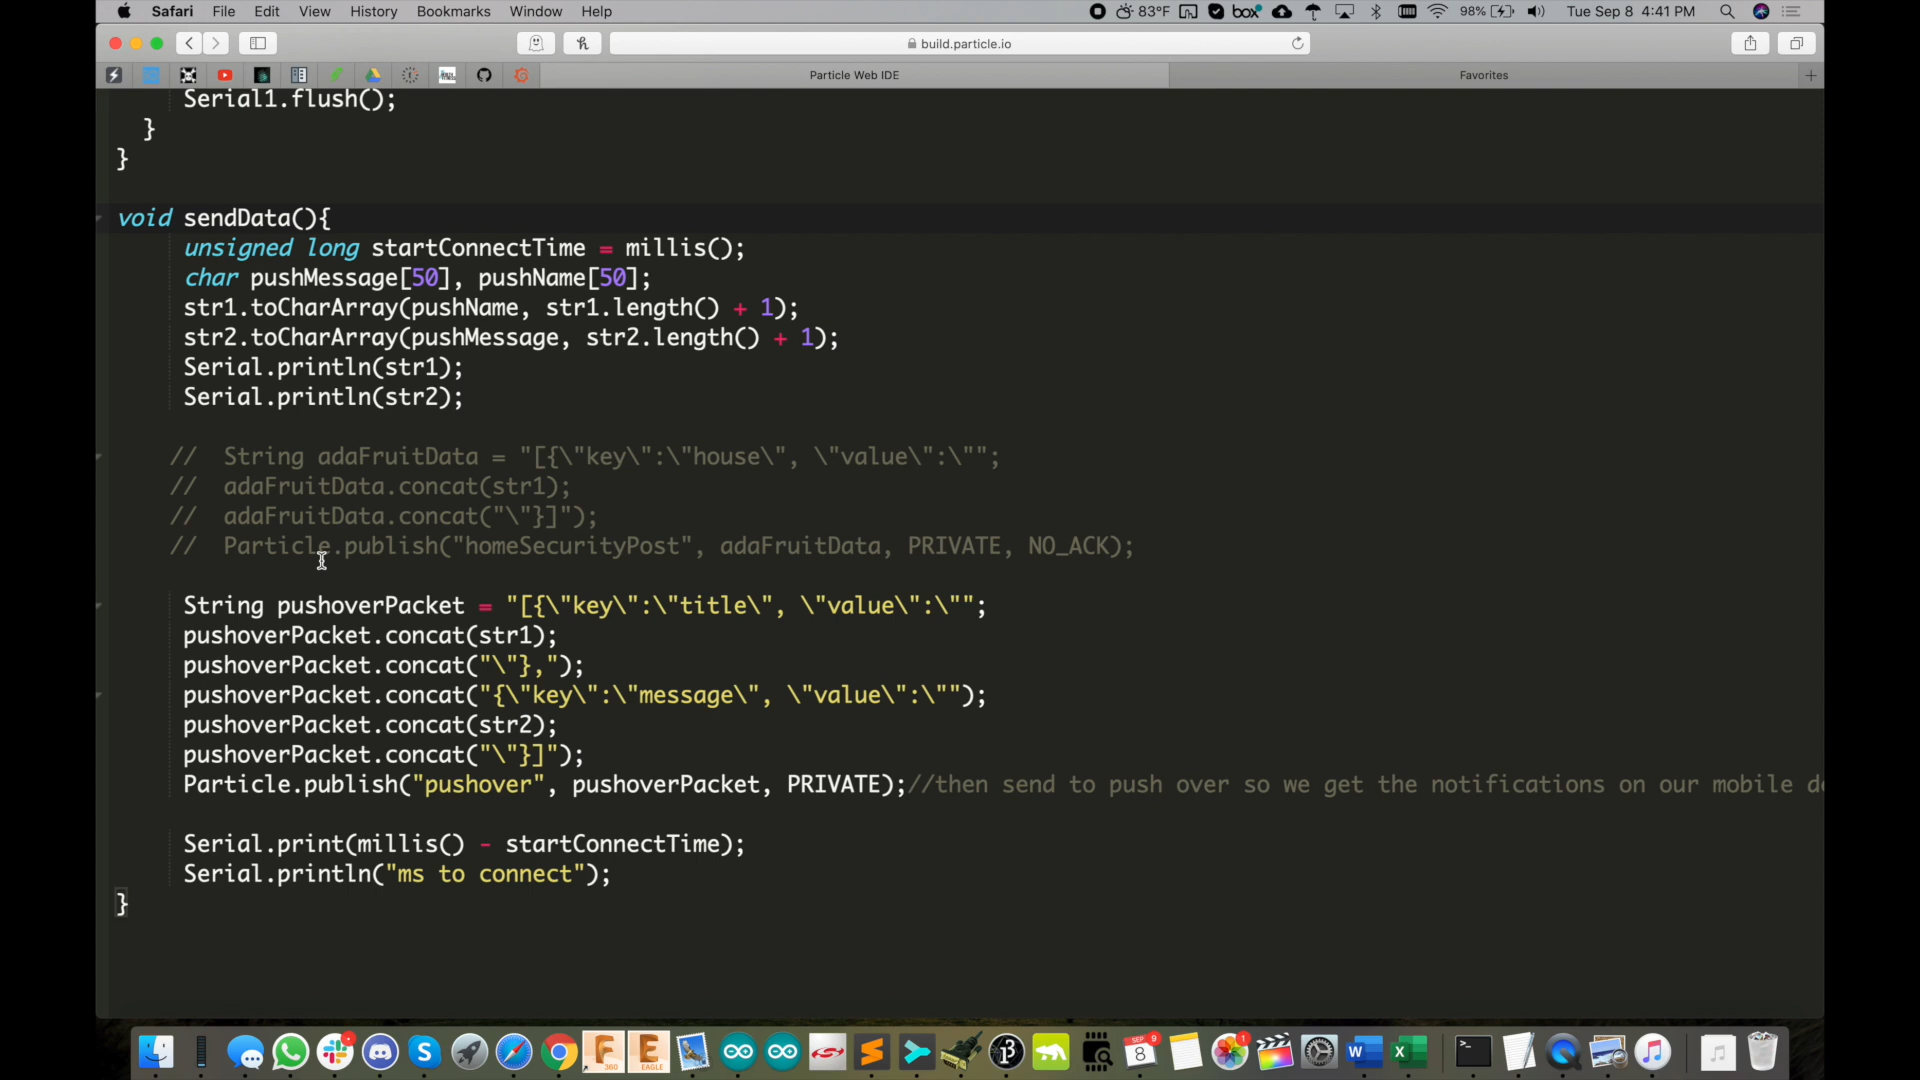 Safari File Edit View History Bookmarks Window Help 83°F box 98% Tue Sep 8 4:41 PM
build.particle.io
Particle Web IDE Favorites
Serial1.flush();
}
}
void sendData(){
unsigned long startConnectTime = millis();
char pushMessage[50], pushName[50];
str1.toCharArray(pushName, str1.length() + 1);
str2.toCharArray(pushMessage, str2.length() + 1);
Serial.println(str1);
Serial.println(str2);
// String adaFruitData = "[{\"key\":\"house\", \"value\":\"";
// adaFruitData.concat(str1);
// adaFruitData.concat("\"}]");
// Particle.publish("homeSecurityPost", adaFruitData, PRIVATE, NO_ACK);
String pushoverPacket = "[{\"key\":\"title\", \"value\":\"";
pushoverPacket.concat(str1);
pushoverPacket.concat("\"},");
pushoverPacket.concat("{\"key\":\"message\", \"value\":\"");
pushoverPacket.concat(str2);
pushoverPacket.concat("\"}]");
Particle.publish("pushover", pushoverPacket, PRIVATE);//then send to push over so we get the notifications on our mobile d
Serial.print(millis() - startConnectTime);
Serial.println("ms to connect");
}